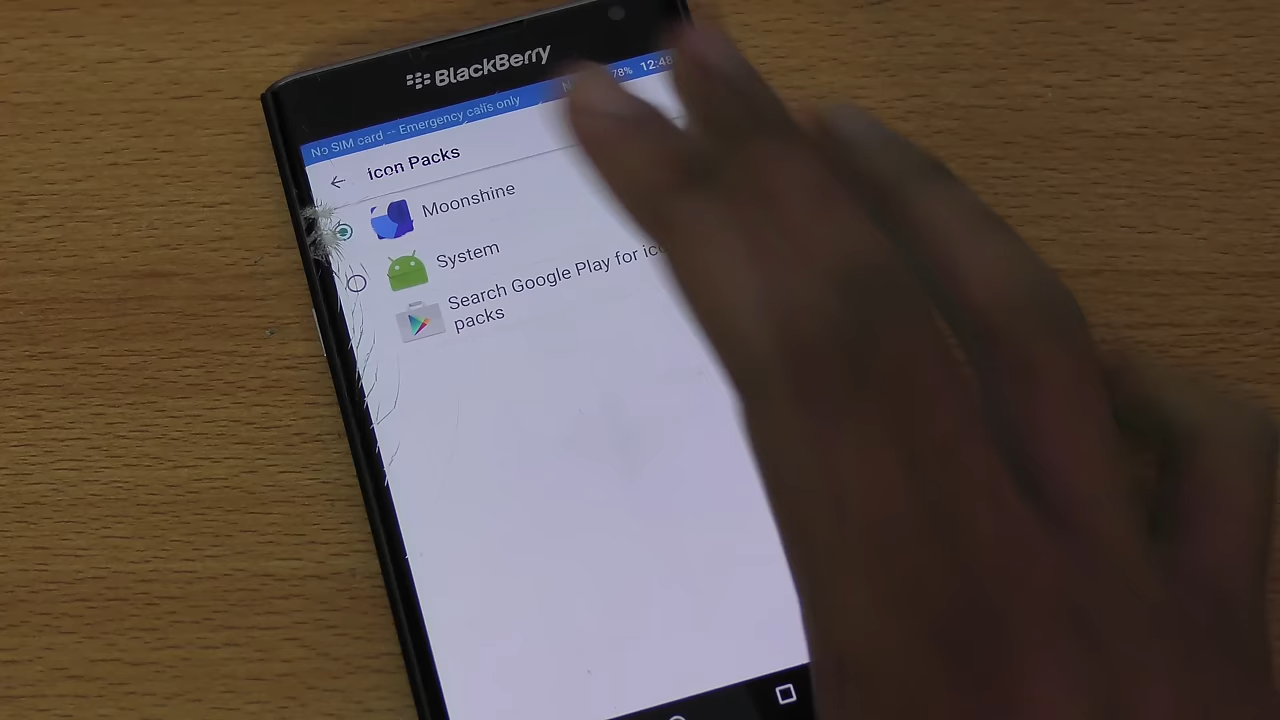 BlackBerry
No SIM card -- Emergency calls only
78% 12:48
Icon Packs
Moonshine
System
Search Google Play for
packs